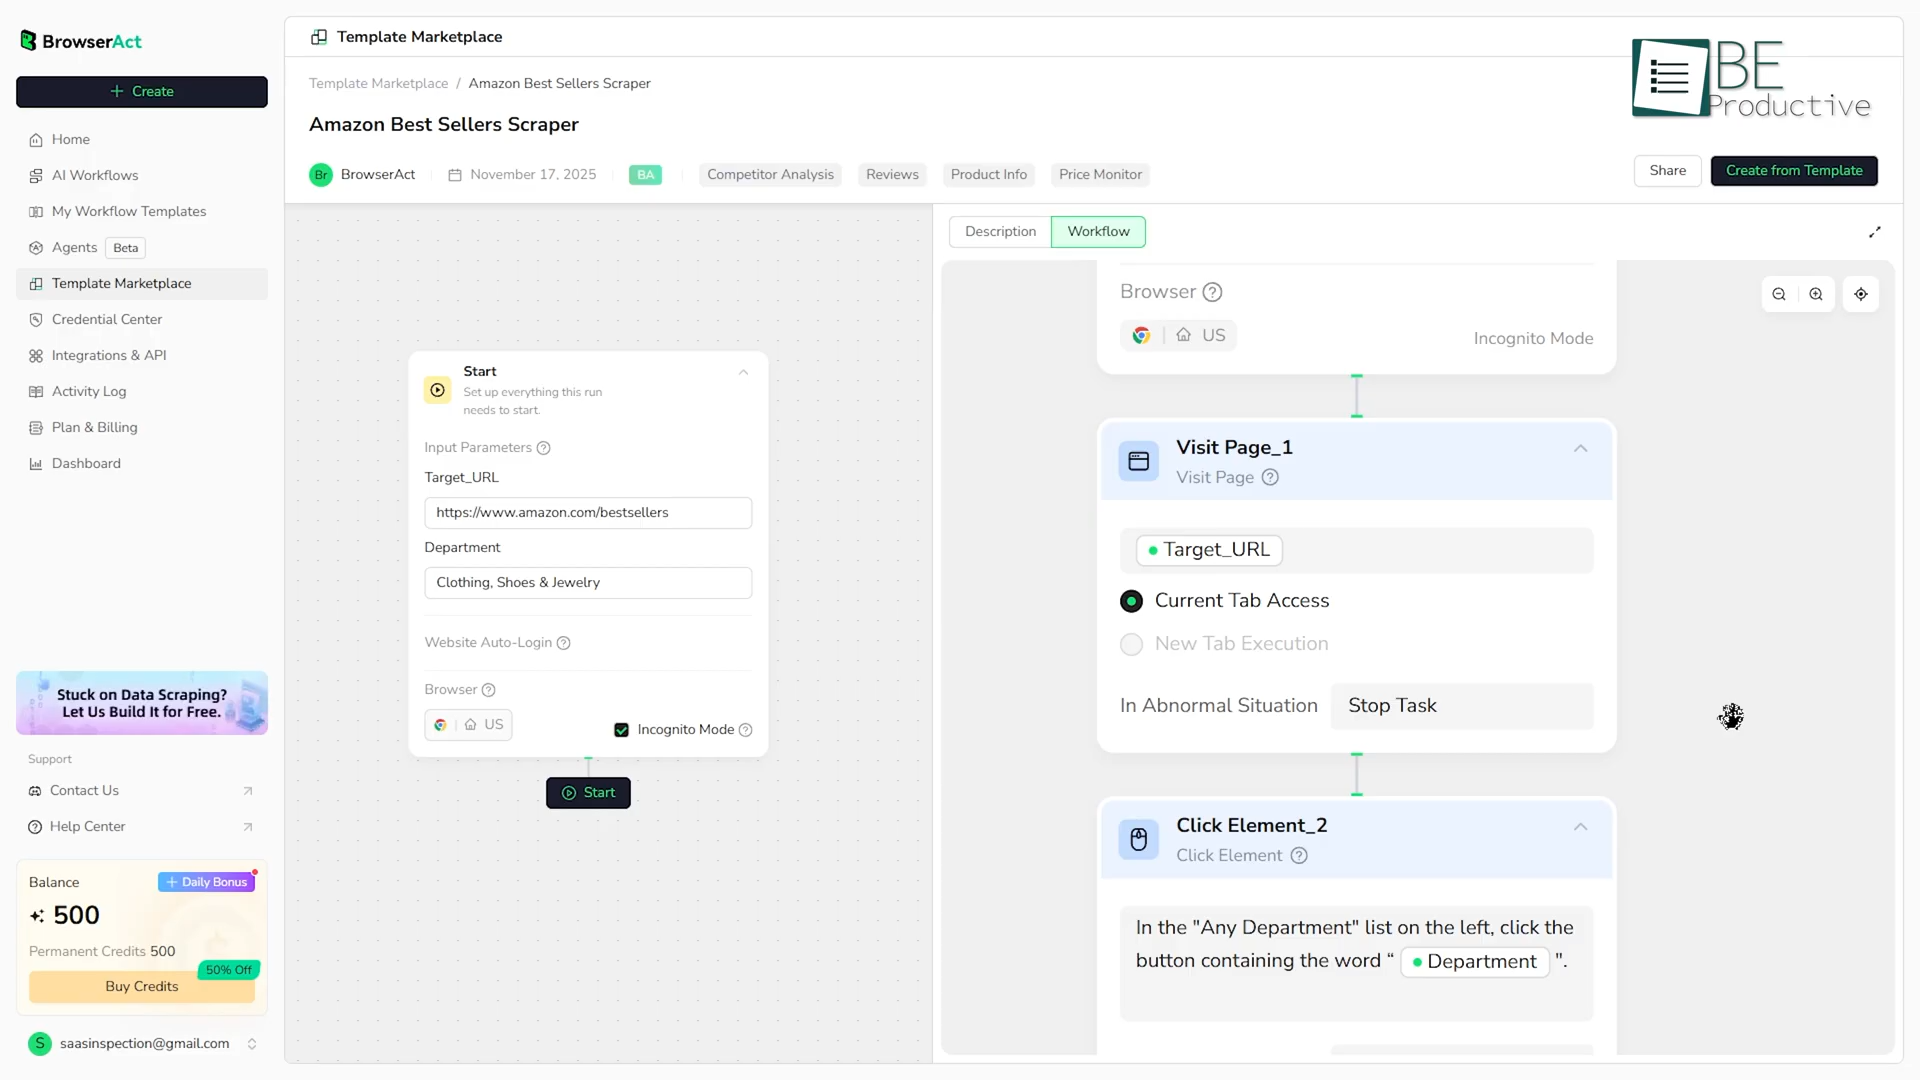 BrowserAct
Create
Home
AI Workflows
My Workflow Templates
Agents Beta
Template Marketplace
Credential Center
Integrations & API
Activity Log
Plan & Billing
Dashboard
Stuck on Data Scraping?
Let Us Build It for Free.
Support
Contact Us
Help Center
Balance
Daily Bonus
500
Permanent Credits 500
50% Off
Buy Credits
S saasinspection@gmail.com
Template Marketplace
Template Marketplace / Amazon Best Sellers Scraper
Amazon Best Sellers Scraper
Br BrowserAct November 17, 2025 BA Competitor Analysis Reviews Product Info Price Monitor
BE
Productive
Share Create from Template
Start
Set up everything this run
needs to start.
Input Parameters
Target_URL
https://www.amazon.com/bestsellers
Department
Clothing, Shoes & Jewelry
Website Auto-Login
Browser
US Incognito Mode
Start
Description Workflow
Browser
US Incognito Mode
Visit Page_1
Visit Page
Target_URL
Current Tab Access
New Tab Execution
In Abnormal Situation Stop Task
Click Element_2
Click Element
In the "Any Department" list on the left, click the
button containing the word “ Department ".